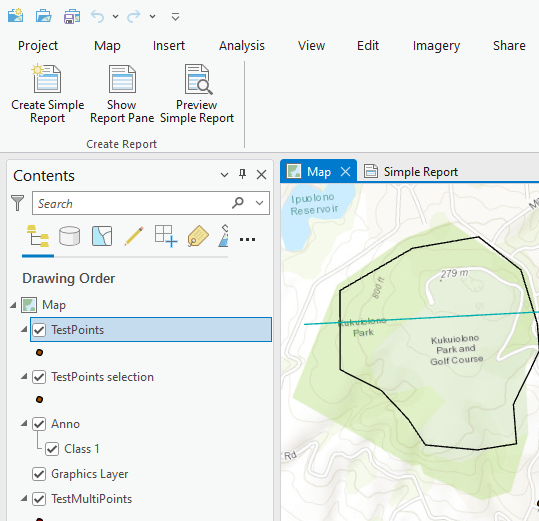 Project Map Insert Analysis View Edit Imagery Share
Create Simple Report
Show Report Pane
Preview Simple Report
Create Report
Contents
Search
Drawing Order
Map
TestPoints
TestPoints selection
Anno
Class 1
Graphics Layer
TestMultiPoints
Map
Simple Report
Ipuolono
Reservoir
279 m
800 ft
Kukuiolono
Park
Kukuiolono
Park and
Golf Course
Rd